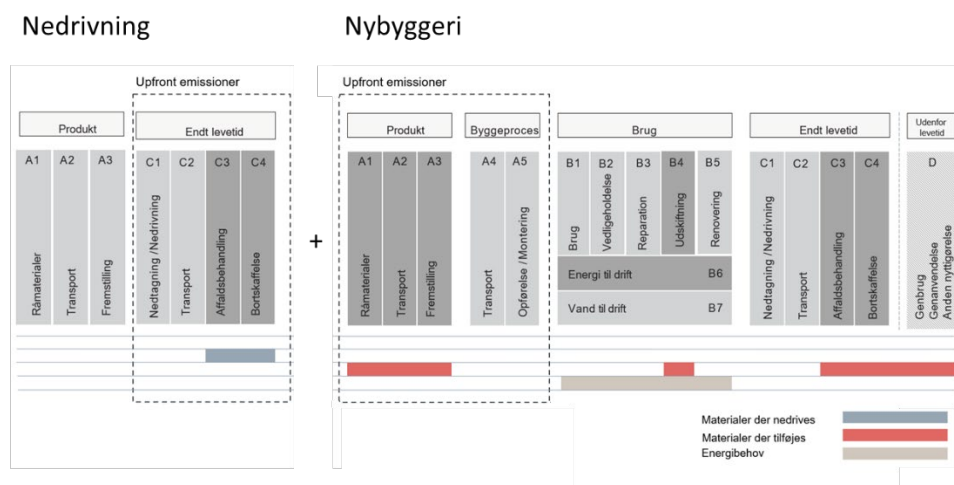 Nedrivning
Nybyggeri
Upfront emissioner
Upfront emissioner
Produkt
Endt levetid
Produkt
Byggeproces
Brug
Endt levetid
Udenfor
levetid
A1
A2
A3
C1
C2
C3
C4
A1
A2
A3
A4
A5
B1
B2
B3
B4
B5
C1
C2
C3
C4
D
Råmaterialer
Transport
Fremstilling
Nedtagning / Nedrivning
Transport
Affaldsbehandling
Bortskaffelse
+
Råmaterialer
Transport
Fremstilling
Transport
Opførelse / Montering
Brug
Vedligeholdelse
Reparation
Udskiftning
Renovering
Energi til drift B6
Vand til drift B7
Nedtagning / Nedrivning
Transport
Affaldsbehandling
Bortskaffelse
Genbrug
Genanvendelse
Anden nyttigørelse
Materialer der nedrives
Materialer der tilføjes
Energibehov